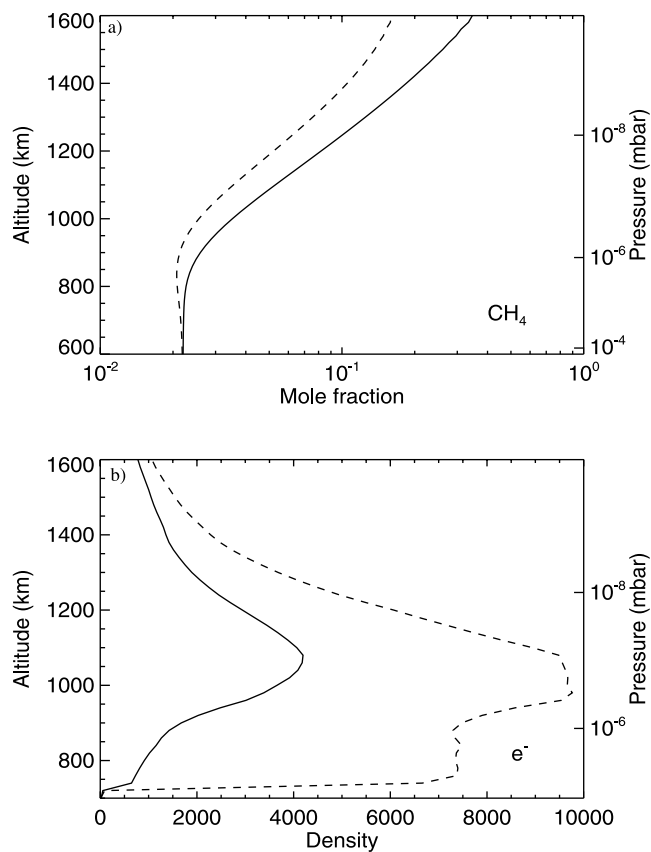 a)
1600
1400
1200
1000
800
600
Altitude (km)
10⁻⁸
10⁻⁶
10⁻⁴
Pressure (mbar)
CH₄
10⁻² 10⁻¹ 10⁰
Mole fraction
b)
1600
1400
1200
1000
800
Altitude (km)
10⁻⁸
10⁻⁶
Pressure (mbar)
e⁻
0 2000 4000 6000 8000 10000
Density